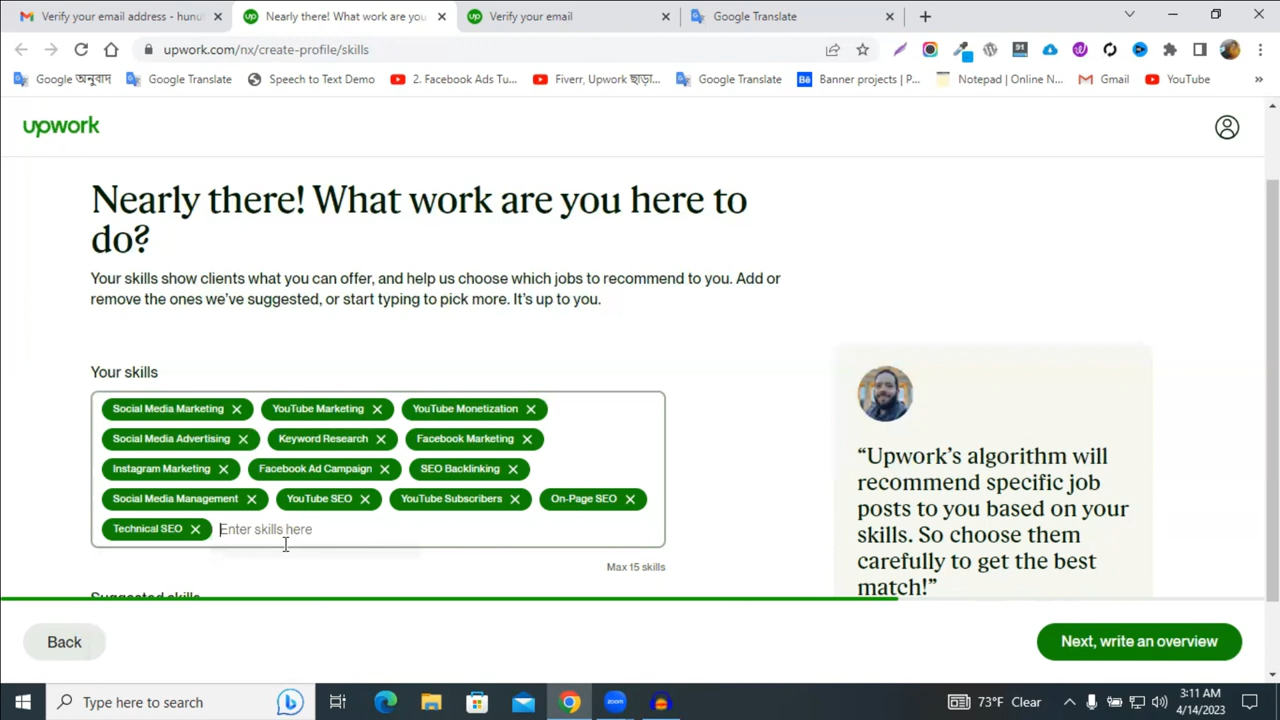 Verify your email address - hunu
Nearly there! What work are you
Verify your email
Google Translate
upwork.com/nx/create-profile/skills
Google অনুবাদ
Google Translate
Speech to Text Demo
2. Facebook Ads Tu...
Fiverr, Upwork ছাড়া...
Google Translate
Banner projects | P...
Notepad | Online N...
Gmail
YouTube
upwork
Nearly there! What work are you here to
do?
Your skills show clients what you can offer, and help us choose which jobs to recommend to you. Add or
remove the ones we've suggested, or start typing to pick more. It's up to you.
Your skills
Social Media Marketing
YouTube Marketing
YouTube Monetization
Social Media Advertising
Keyword Research
Facebook Marketing
Instagram Marketing
Facebook Ad Campaign
SEO Backlinking
Social Media Management
YouTube SEO
YouTube Subscribers
On-Page SEO
Technical SEO
Enter skills here
Max 15 skills
Suggested skills
“Upwork’s algorithm will
recommend specific job
posts to you based on your
skills. So choose them
carefully to get the best
match!”
Back
Next, write an overview
Type here to search
zoom
73°F Clear
3:11 AM
4/14/2023